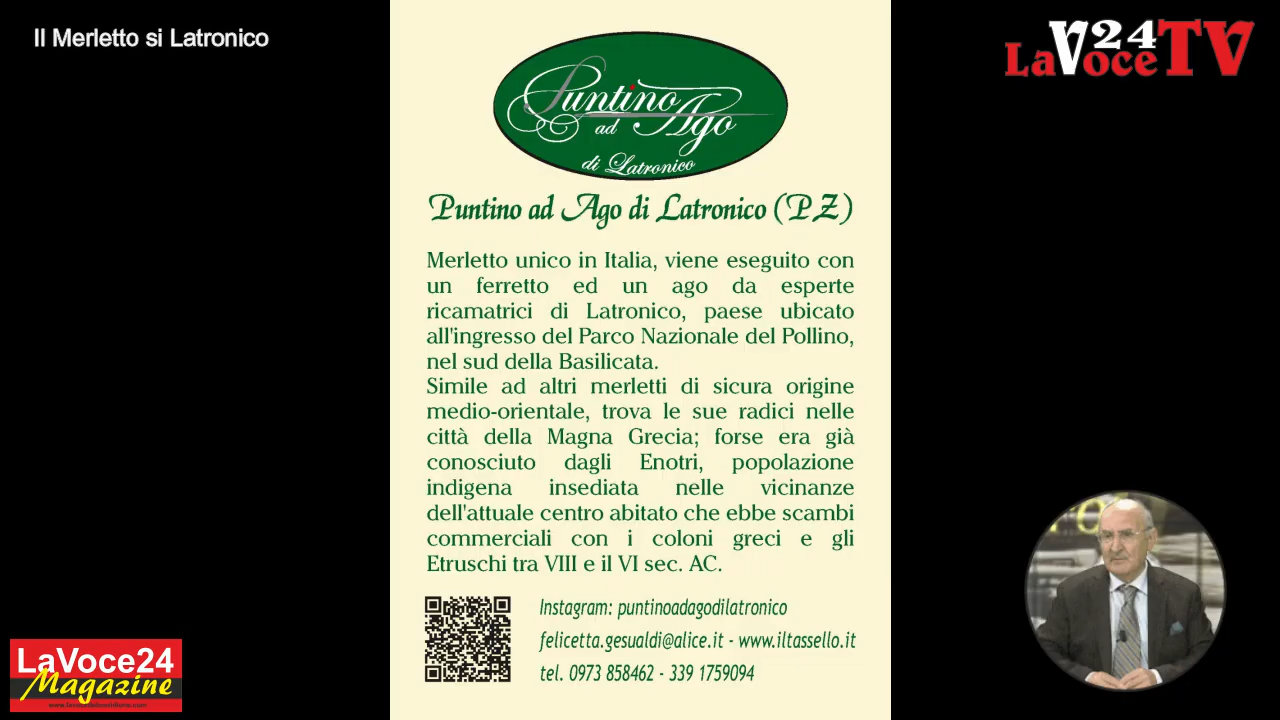 Il Merletto si Latronico
V24
LaVoce TV
Puntino
ad Ago
di Latronico
Puntino ad Ago di Latronico (PZ)
Merletto unico in Italia, viene eseguito con
un ferretto ed un ago da esperte
ricamatrici di Latronico, paese ubicato
all'ingresso del Parco Nazionale del Pollino,
nel sud della Basilicata.
Simile ad altri merletti di sicura origine
medio-orientale, trova le sue radici nelle
città della Magna Grecia; forse era già
conosciuto dagli Enotri, popolazione
indigena insediata nelle vicinanze
dell'attuale centro abitato che ebbe scambi
commerciali con i coloni greci e gli
Etruschi tra VIII e il VI sec. AC.
Instagram: puntinoadagodilatronico
felicetta.gesualdi@alice.it - www.iltassello.it
tel. 0973 858462 - 339 1759094
LaVoce24
Magazine